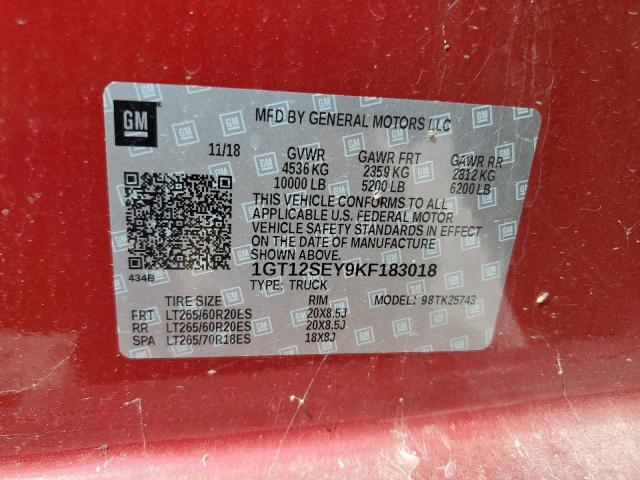 GM
MFD BY GENERAL MOTORS LLC
11/18 GVWR GAWR FRT GAWR RR
4536 KG 2359 KG 2812 KG
10000 LB 5200 LB 6200 LB
THIS VEHICLE CONFORMS TO ALL
APPLICABLE U.S. FEDERAL MOTOR
VEHICLE SAFETY STANDARDS IN EFFECT
ON THE DATE OF MANUFACTURE
SHOWN ABOVE.
434B
1GT12SEY9KF183018
TYPE: TRUCK MODEL: 98TK25743
TIRE SIZE RIM
FRT LT265/60R20ES 20X8.5J
RR LT265/60R20ES 20X8.5J
SPA LT265/70R18ES 18X8J